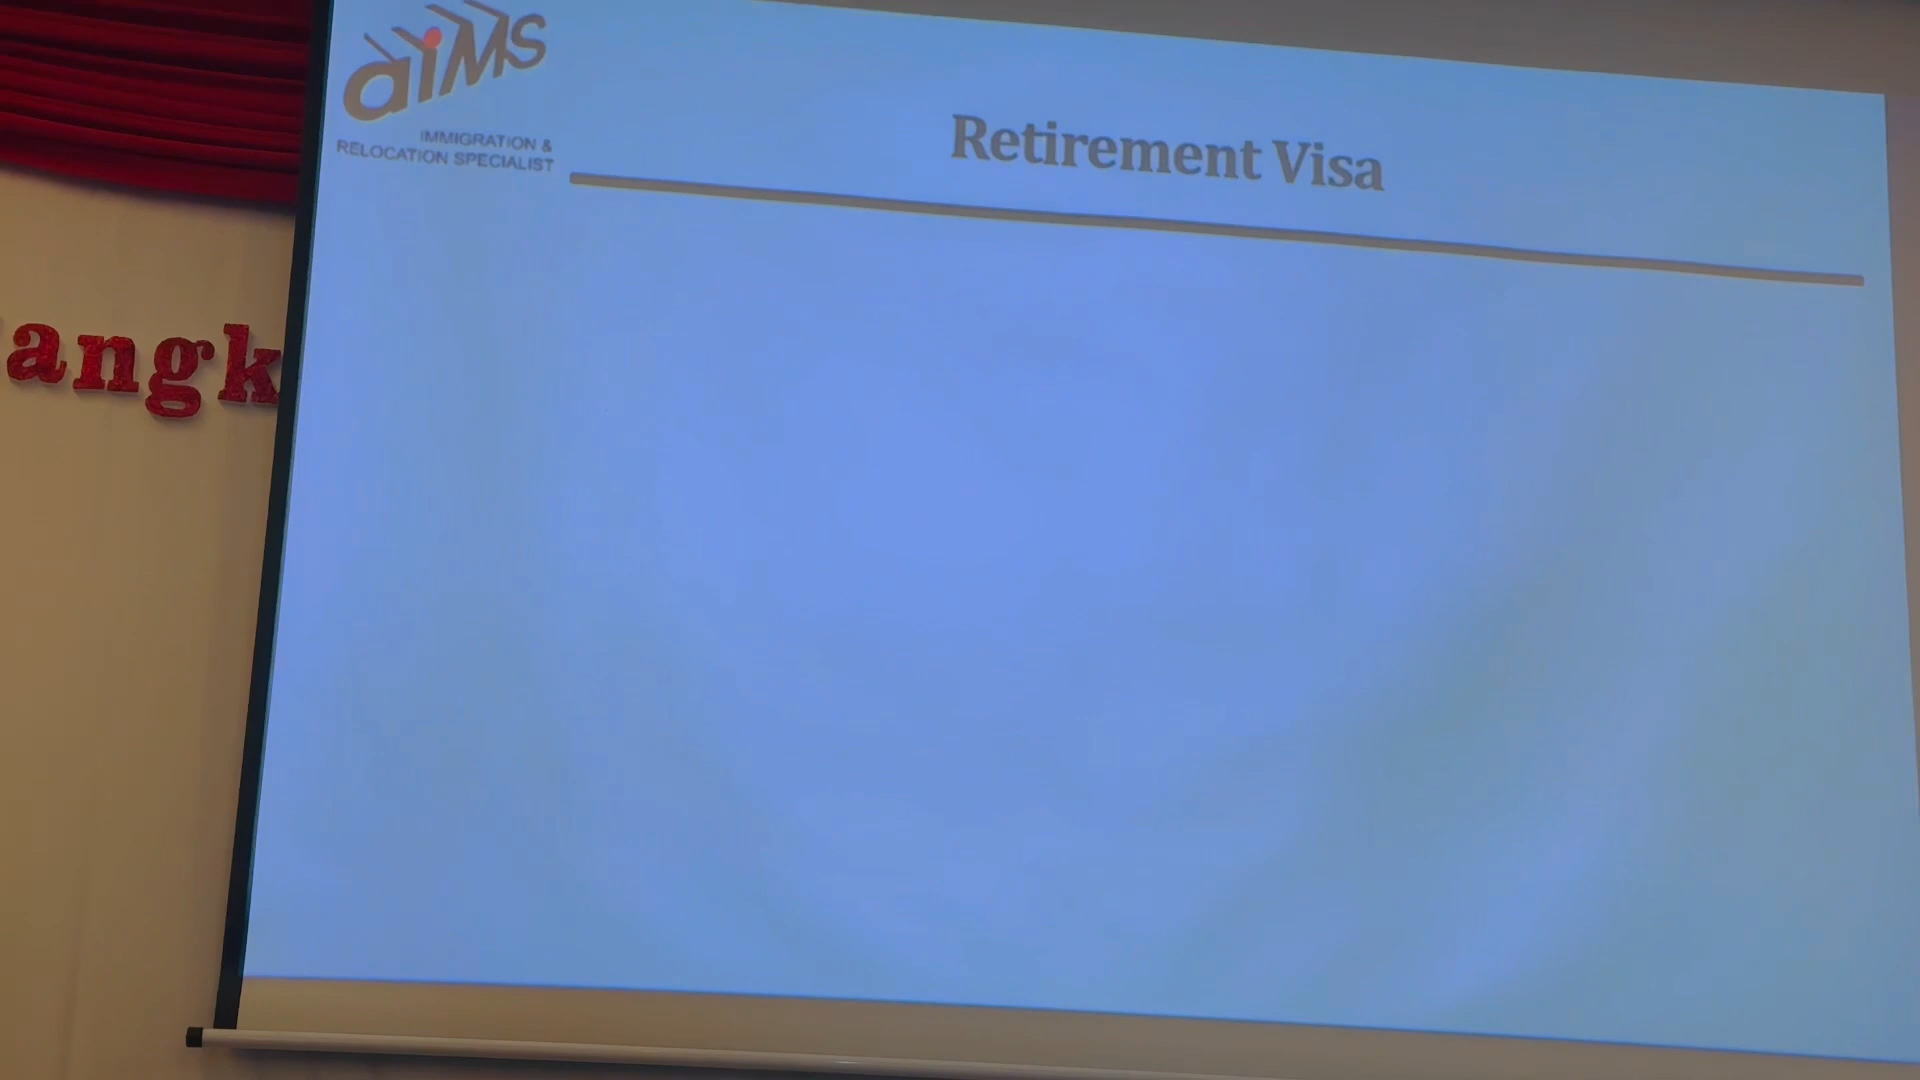 aiMS
IMMIGRATION &
RELOCATION SPECIALIST
Retirement Visa
angk